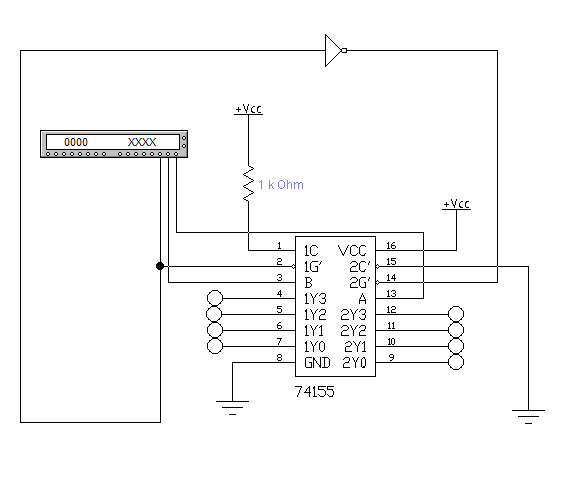 +Vcc
0000 XXXX
1 k Ohm
+Vcc
1 1C VCC 16
2 1G' 2C' 15
3 B 2G' 14
4 1Y3 A 13
5 1Y2 2Y3 12
6 1Y1 2Y2 11
7 1Y0 2Y1 10
8 GND 2Y0 9
74155